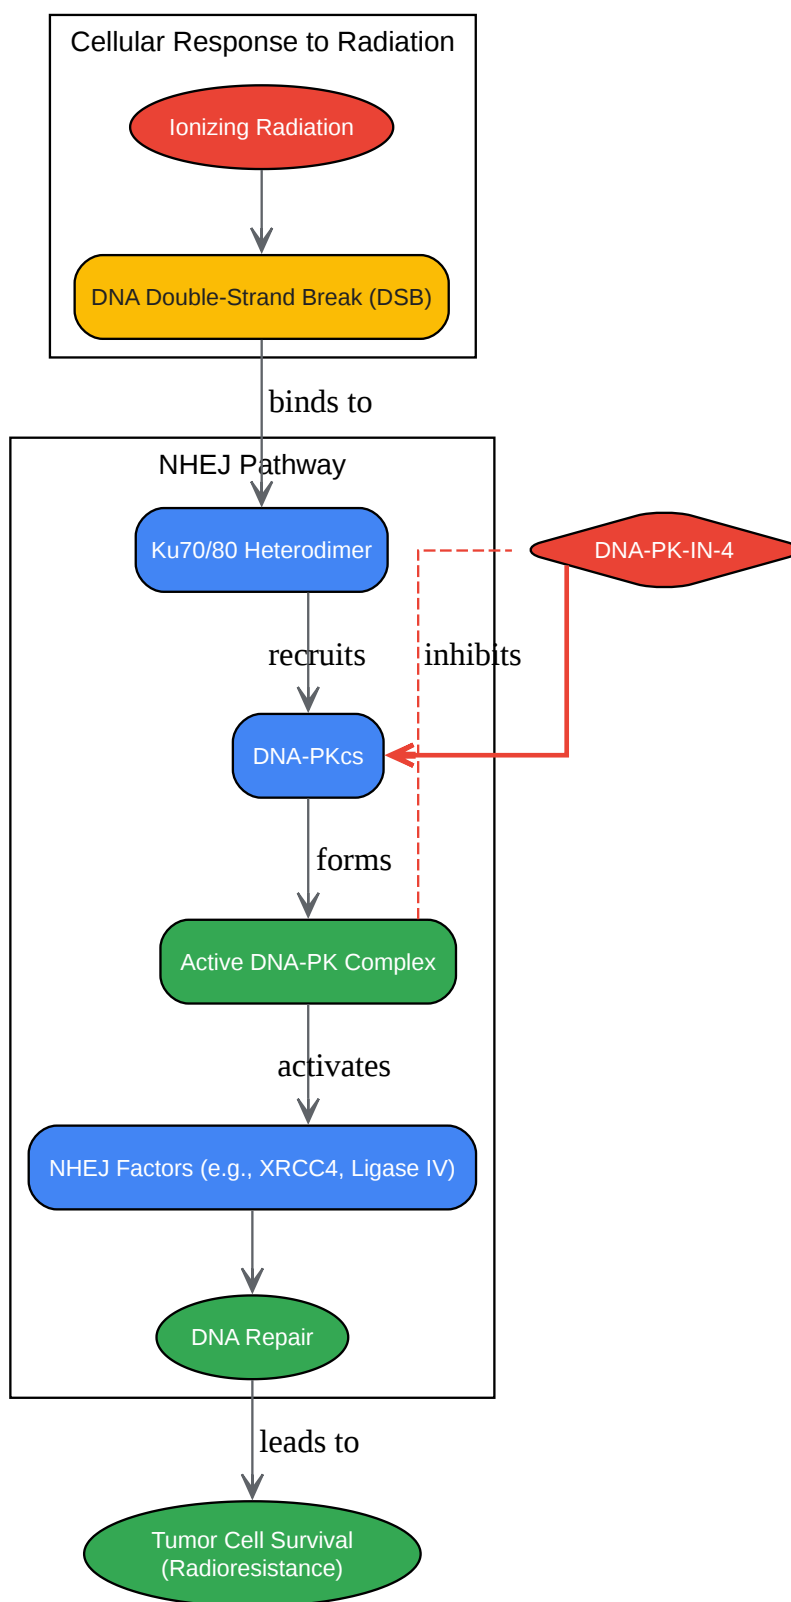 Cellular Response to Radiation
Ionizing Radiation
DNA Double-Strand Break (DSB)
binds to
NHEJ Pathway
Ku70/80 Heterodimer
DNA-PK-IN-4
recruits
inhibits
DNA-PKcs
forms
Active DNA-PK Complex
activates
NHEJ Factors (e.g., XRCC4, Ligase IV)
DNA Repair
leads to
Tumor Cell Survival
(Radioresistance)